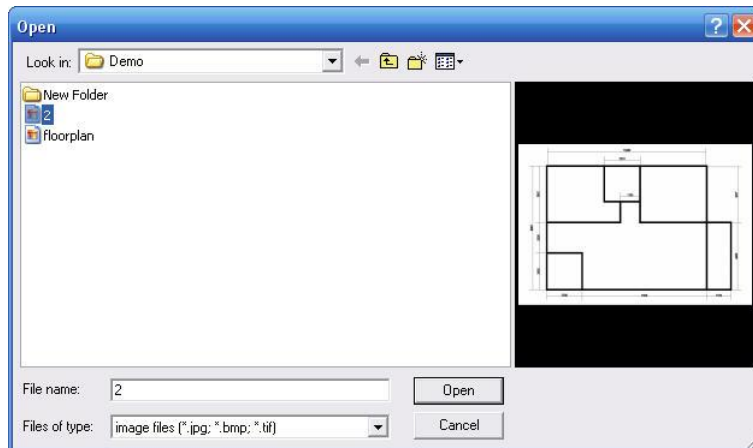 Open
Look in: Demo
New Folder
2
floorplan
File name: 2
Open
Files of type: image files (*.jpg; *.bmp; *.tif)
Cancel